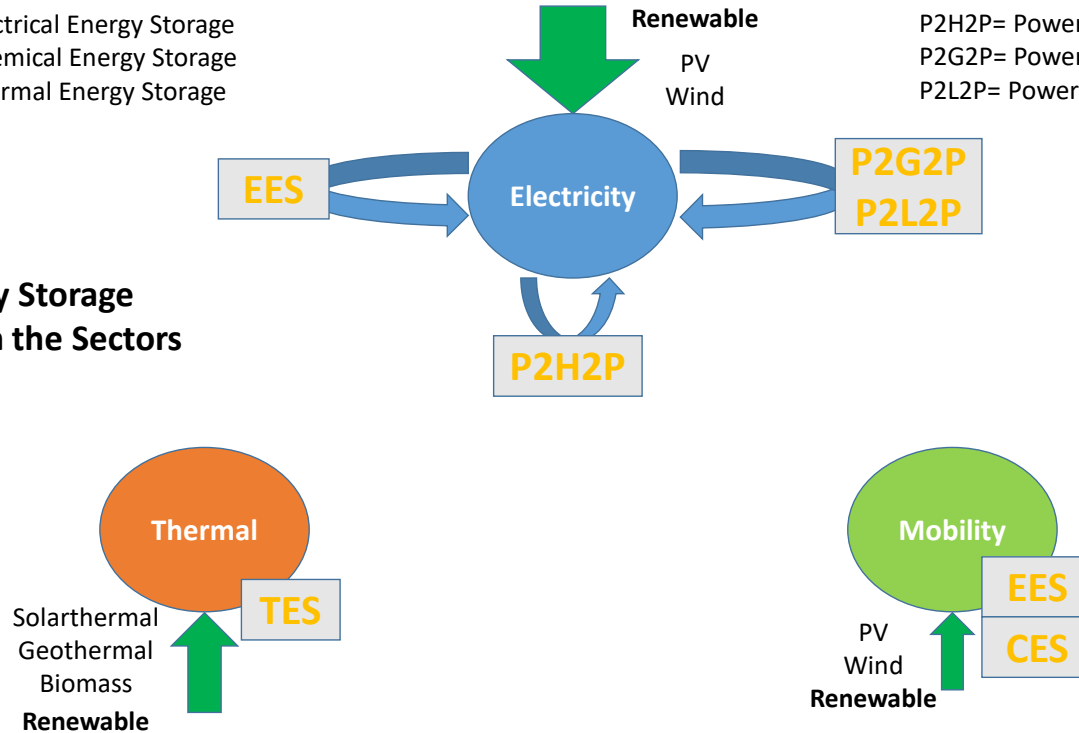 ctrical Energy Storage
emical Energy Storage
rmal Energy Storage
Renewable
PV
Wind
P2H2P= Power
P2G2P= Power
P2L2P= Power
EES
Electricity
P2G2P
P2L2P
y Storage
the Sectors
P2H2P
Thermal
TES
Solarthermal
Geothermal
Biomass
Renewable
Mobility
EES
CES
PV
Wind
Renewable